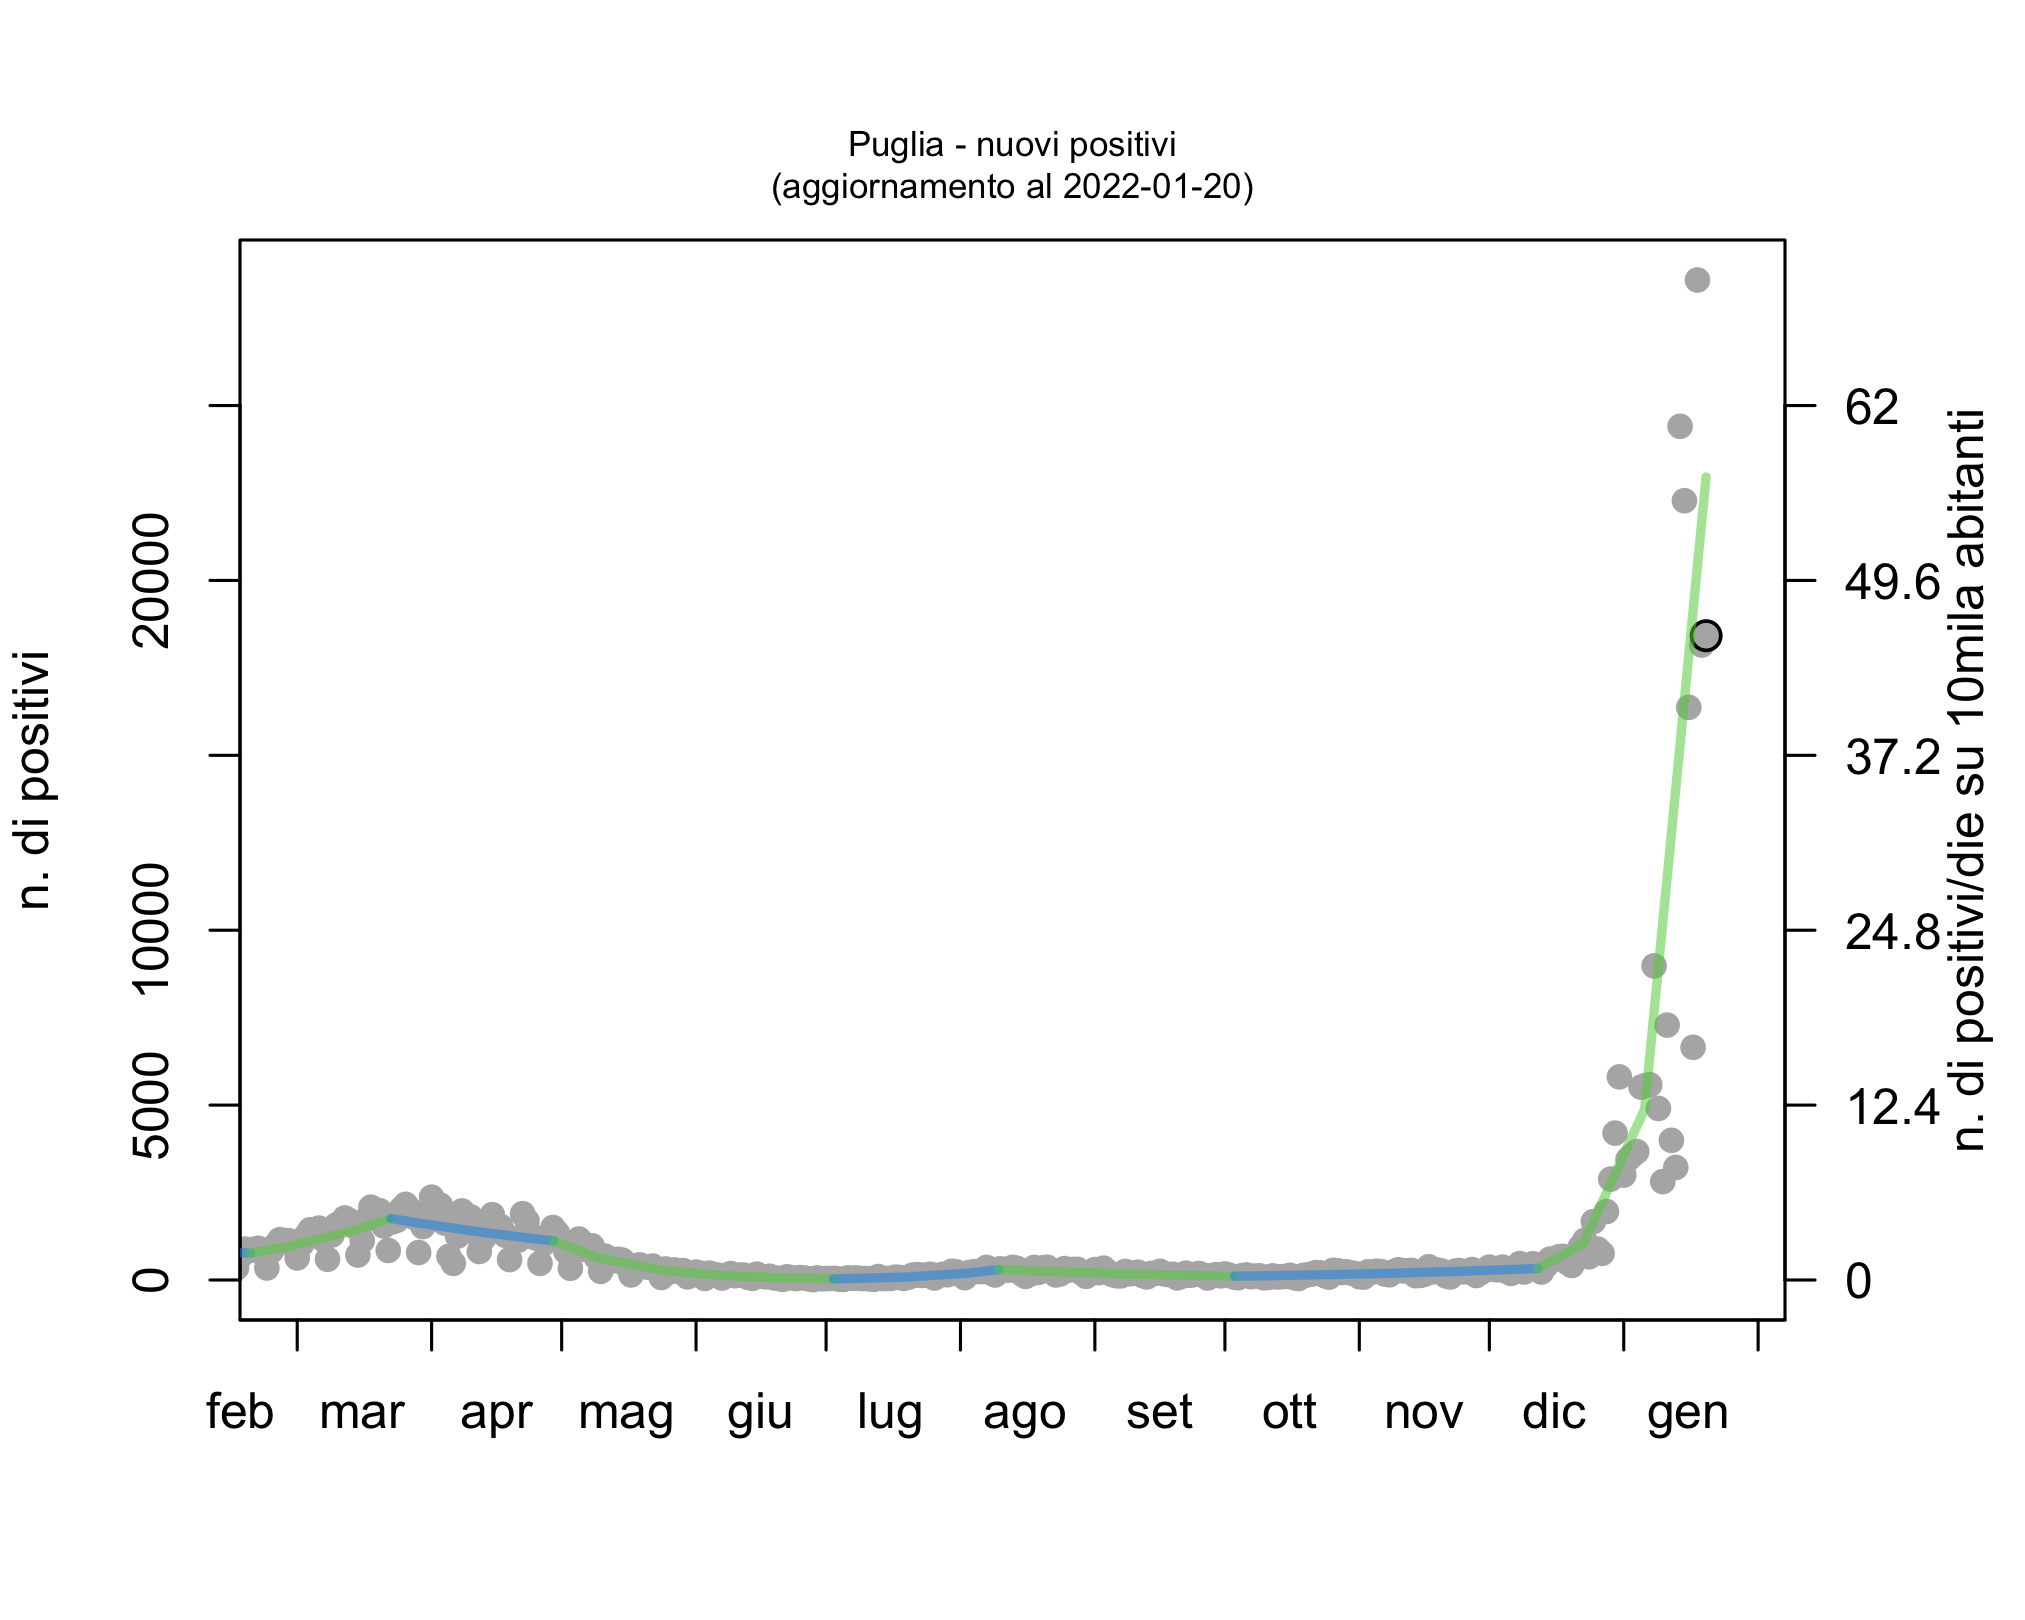 Puglia - nuovi positivi
(aggiornamento al 2022-01-20)
n. di positivi
20000
10000
5000
0
62
49.6
37.2
24.8
12.4
0
n. di positivi/die su 10mila abitanti
feb mar apr mag giu lug ago set ott nov dic gen